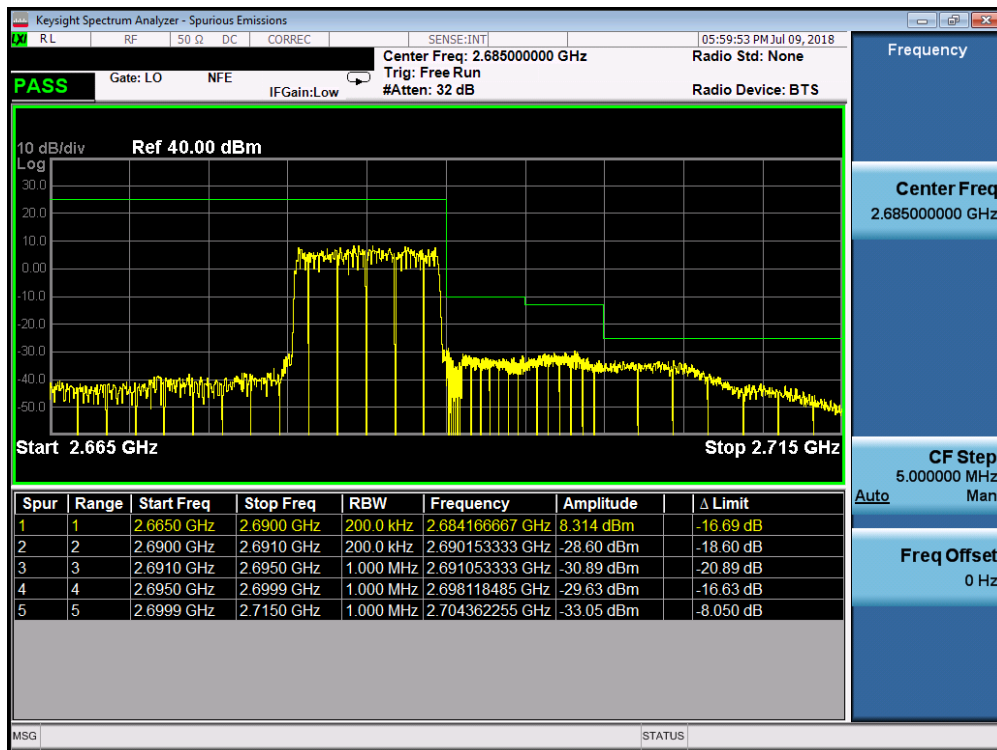 Keysight Spectrum Analyzer - Spurious Emissions
LXI RL RF 50 Ω DC CORREC SENSE:INT 05:59:53 PM Jul 09, 2018
Center Freq: 2.685000000 GHz Radio Std: None
PASS Gate: LO NFE Trig: Free Run
IFGain:Low #Atten: 32 dB Radio Device: BTS
10 dB/div Ref 40.00 dBm
Log
30.0
20.0
10.0
0.00
-10.0
-20.0
-30.0
-40.0
-50.0
Start 2.665 GHz Stop 2.715 GHz
Spur Range Start Freq Stop Freq RBW Frequency Amplitude Δ Limit
1 1 2.6650 GHz 2.6900 GHz 200.0 kHz 2.684166667 GHz 8.314 dBm -16.69 dB
2 2 2.6900 GHz 2.6910 GHz 200.0 kHz 2.690153333 GHz -28.60 dBm -18.60 dB
3 3 2.6910 GHz 2.6950 GHz 1.000 MHz 2.691053333 GHz -30.89 dBm -20.89 dB
4 4 2.6950 GHz 2.6999 GHz 1.000 MHz 2.698118485 GHz -29.63 dBm -16.63 dB
5 5 2.6999 GHz 2.7150 GHz 1.000 MHz 2.704362255 GHz -33.05 dBm -8.050 dB
MSG STATUS
Frequency
Center Freq
2.685000000 GHz
CF Step
5.000000 MHz
Auto Man
Freq Offset
0 Hz